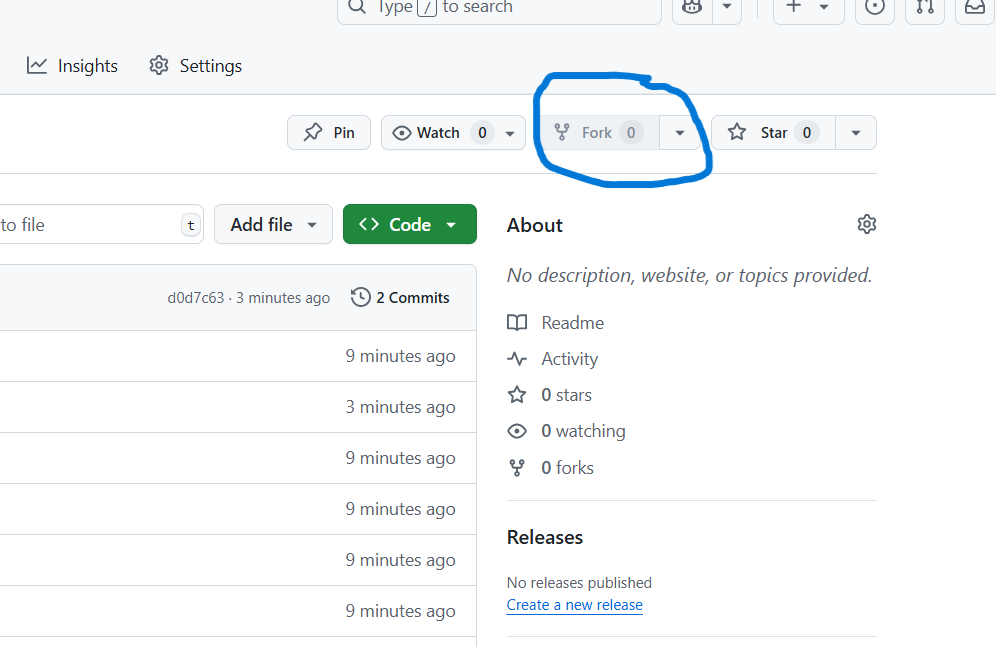 Type / to search
Insights Settings
Pin Watch 0 Fork 0 Star 0
to file t Add file Code
About
No description, website, or topics provided.
d0d7c63 · 3 minutes ago 2 Commits
9 minutes ago
3 minutes ago
9 minutes ago
9 minutes ago
9 minutes ago
9 minutes ago
Readme
Activity
0 stars
0 watching
0 forks
Releases
No releases published
Create a new release